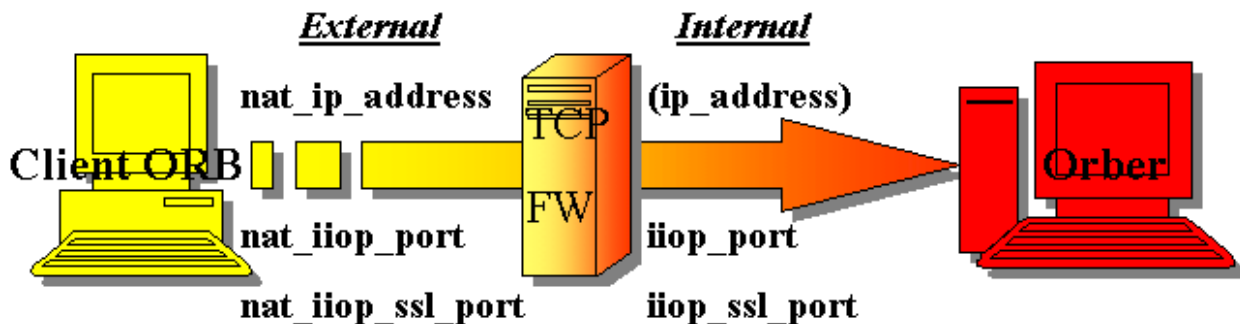 External Internal
nat_ip_address (ip_address)
TCP
Client ORB Orber
FW
nat_iiop_port iiop_port
nat_iiop_ssl_port iiop_ssl_port